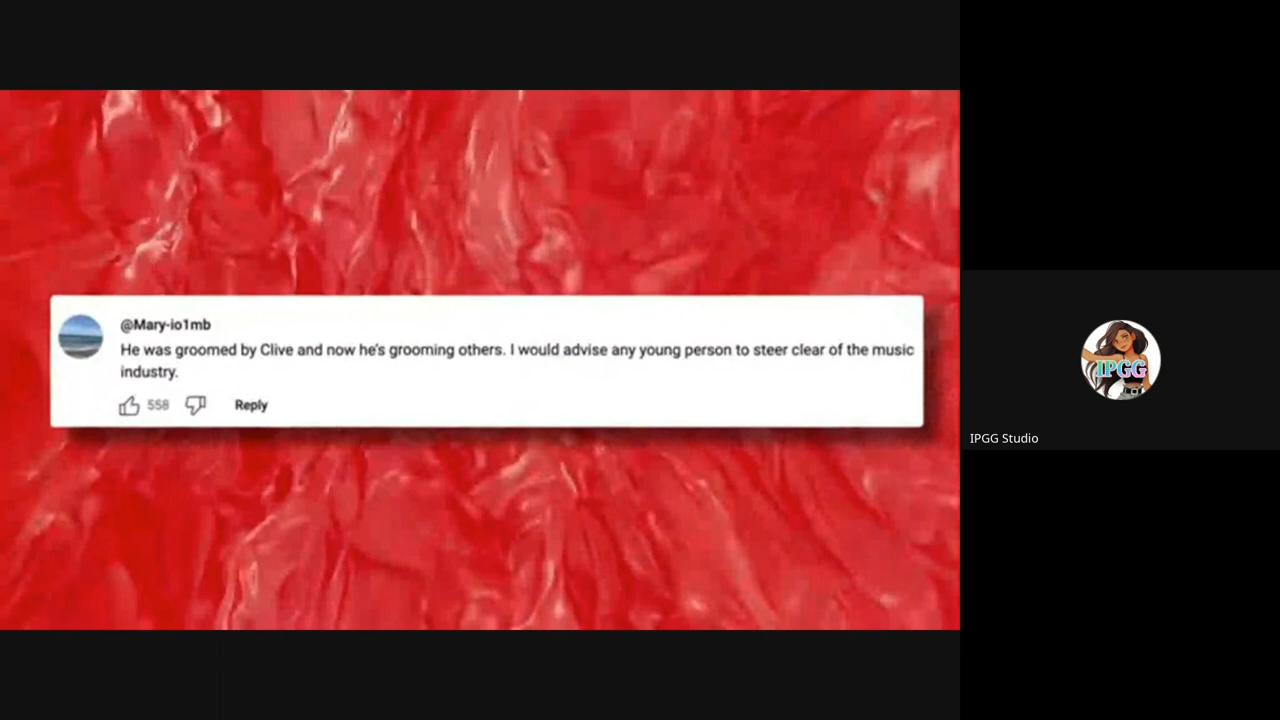 @Mary-io1mb
He was groomed by Clive and now he's grooming others. I would advise any young person to steer clear of the music
industry.
558 Reply
IPGG
IPGG Studio